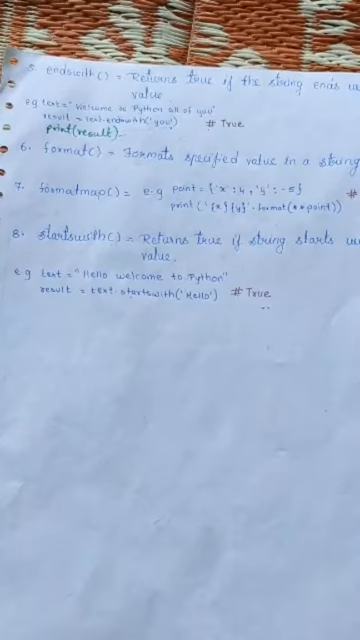 5. endswith() = Returns true if the string ends
value
eg text = "Welcome to Python all of you"
result = text.endswith('you') # True
print(result).
6. format() = Formats specified value in a string
7. formatmap() = e.g point = {'x':4,'y':-5} #
print('{x}{y}'.format(**point))
8. startswith() = Returns true if string starts
value.
eg text = "Hello welcome to Python"
result = text.startswith('Hello') # True